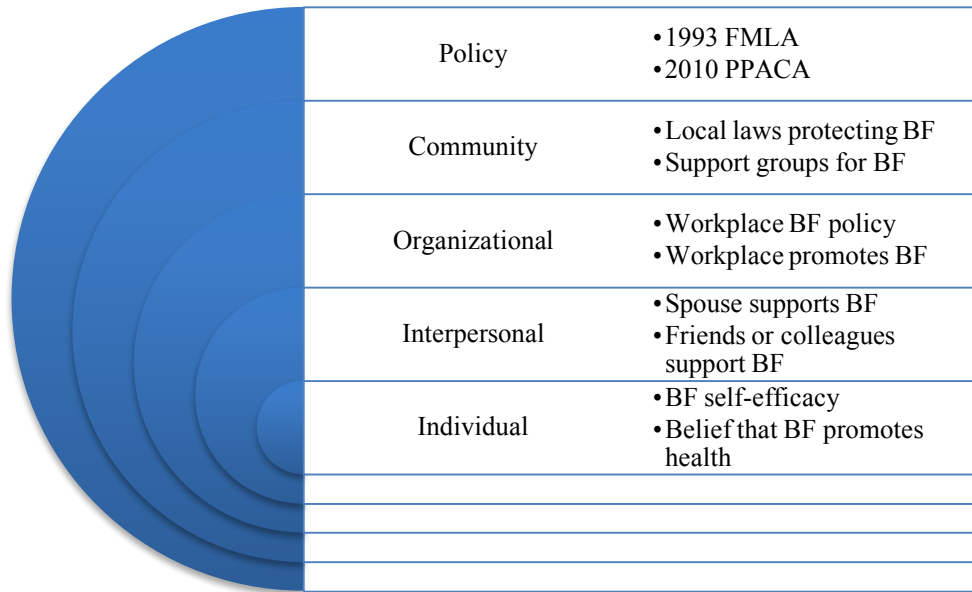 Policy
•1993 FMLA
•2010 PPACA
Community
•Local laws protecting BF
•Support groups for BF
Organizational
•Workplace BF policy
•Workplace promotes BF
Interpersonal
•Spouse supports BF
•Friends or colleagues
support BF
Individual
•BF self-efficacy
•Belief that BF promotes
health